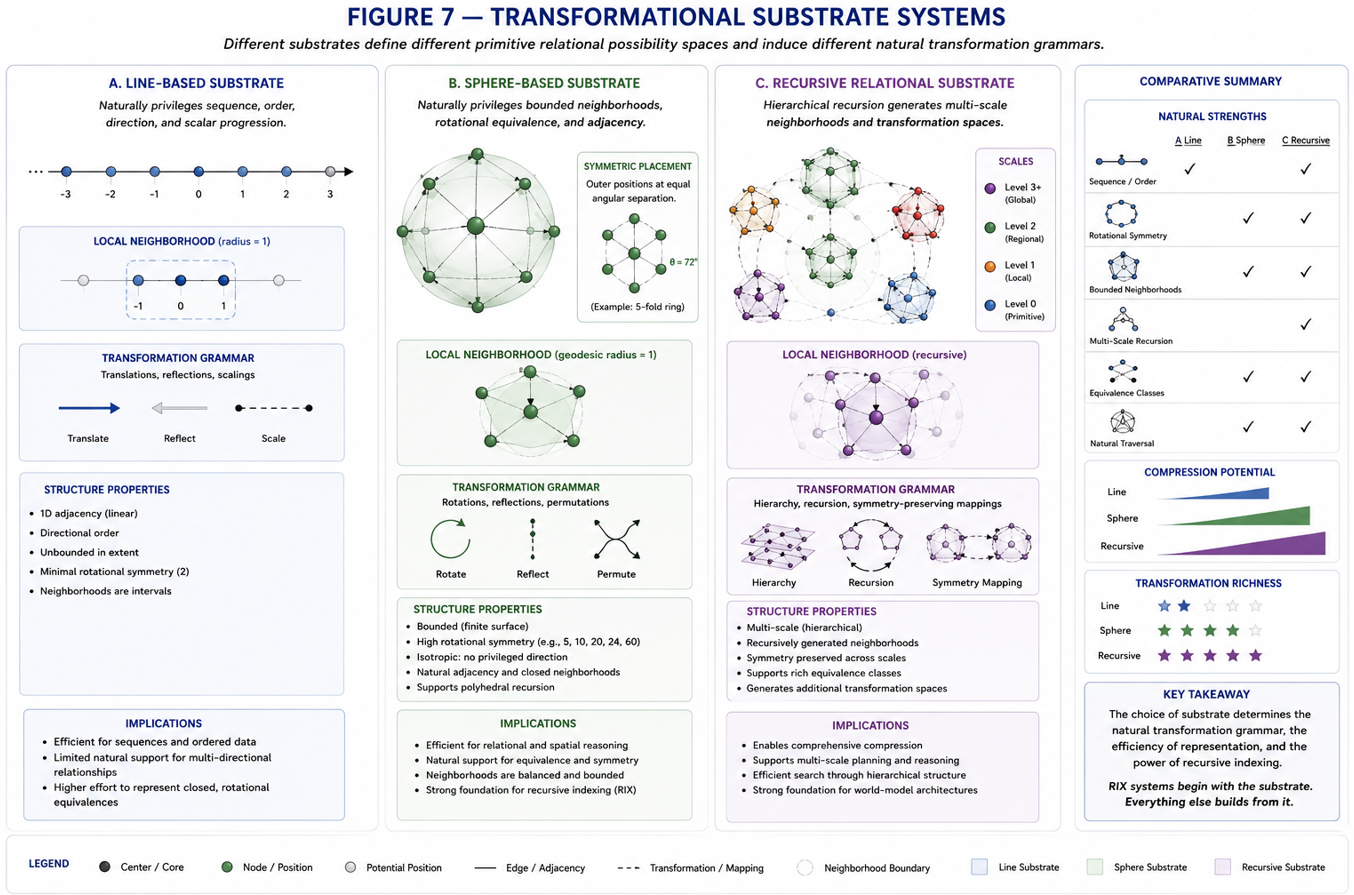 FIGURE 7 — TRANSFORMATIONAL SUBSTRATE SYSTEMS
Different substrates define different primitive relational possibility spaces and induce different natural transformation grammars.
A. LINE-BASED SUBSTRATE
Naturally privileges sequence, order,
direction, and scalar progression.
-3 -2 -1 0 1 2 3
LOCAL NEIGHBORHOOD (radius = 1)
-1 0 1
TRANSFORMATION GRAMMAR
Translations, reflections, scalings
Translate Reflect Scale
STRUCTURE PROPERTIES
• 1D adjacency (linear)
• Directional order
• Unbounded in extent
• Minimal rotational symmetry (2)
• Neighborhoods are intervals
IMPLICATIONS
• Efficient for sequences and ordered data
• Limited natural support for multi-directional
relationships
• Higher effort to represent closed, rotational
equivalences
B. SPHERE-BASED SUBSTRATE
Naturally privileges bounded neighborhoods,
rotational equivalence, and adjacency.
SYMMETRIC PLACEMENT
Outer positions at equal
angular separation.
θ = 72°
(Example: 5-fold ring)
LOCAL NEIGHBORHOOD (geodesic radius = 1)
TRANSFORMATION GRAMMAR
Rotations, reflections, permutations
Rotate Reflect Permute
STRUCTURE PROPERTIES
• Bounded (finite surface)
• High rotational symmetry (e.g., 5, 10, 20, 24, 60)
• Isotropic: no privileged direction
• Natural adjacency and closed neighborhoods
• Supports polyhedral recursion
IMPLICATIONS
• Efficient for relational and spatial reasoning
• Natural support for equivalence and symmetry
• Neighborhoods are balanced and bounded
• Strong foundation for recursive indexing (RIX)
C. RECURSIVE RELATIONAL SUBSTRATE
Hierarchical recursion generates multi-scale
neighborhoods and transformation spaces.
SCALES
Level 3+
(Global)
Level 2
(Regional)
Level 1
(Local)
Level 0
(Primitive)
LOCAL NEIGHBORHOOD (recursive)
TRANSFORMATION GRAMMAR
Hierarchy, recursion, symmetry-preserving mappings
Hierarchy Recursion Symmetry Mapping
STRUCTURE PROPERTIES
• Multi-scale (hierarchical)
• Recursively generated neighborhoods
• Symmetry preserved across scales
• Supports rich equivalence classes
• Generates additional transformation spaces
IMPLICATIONS
• Enables comprehensive compression
• Supports multi-scale planning and reasoning
• Efficient search through hierarchical structure
• Strong foundation for world-model architectures
COMPARATIVE SUMMARY
NATURAL STRENGTHS
A Line B Sphere C Recursive
Sequence / Order ✓ ✓
Rotational Symmetry ✓ ✓
Bounded Neighborhoods ✓ ✓
Multi-Scale Recursion ✓
Equivalence Classes ✓ ✓
Natural Traversal ✓ ✓
COMPRESSION POTENTIAL
Line
Sphere
Recursive
TRANSFORMATION RICHNESS
Line
Sphere
Recursive
KEY TAKEAWAY
The choice of substrate determines the
natural transformation grammar, the
efficiency of representation, and the
power of recursive indexing.
RIX systems begin with the substrate.
Everything else builds from it.
LEGEND Center / Core Node / Position Potential Position Edge / Adjacency Transformation / Mapping Neighborhood Boundary Line Substrate Sphere Substrate Recursive Substrate